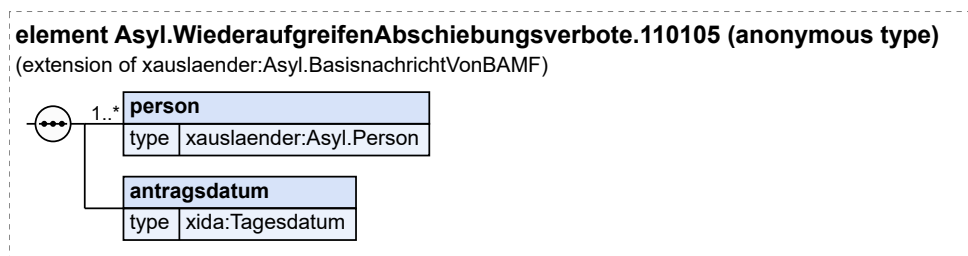 element Asyl.WiederaufgreifenAbschiebungsverbote.110105 (anonymous type)
(extension of xauslaender:Asyl.BasisnachrichtVonBAMF)
1..* person
type xauslaender:Asyl.Person
antragsdatum
type xida:Tagesdatum